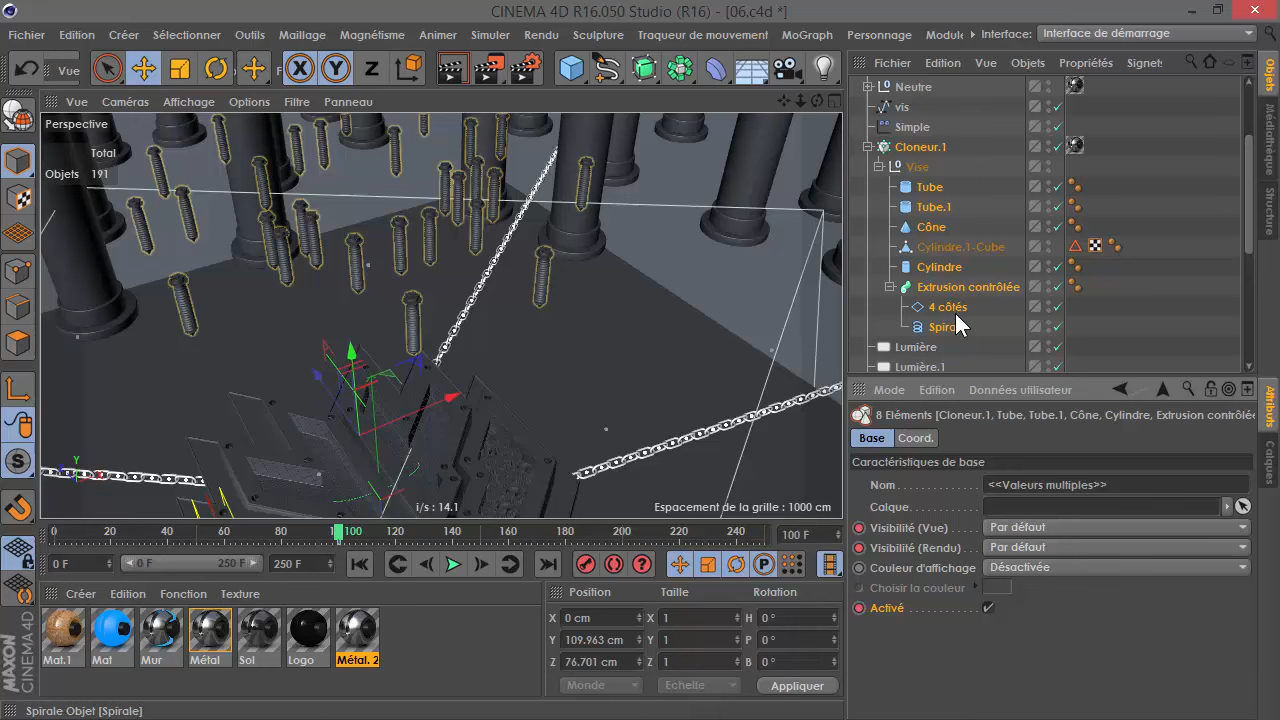 CINEMA 4D R16.050 Studio (R16) - [06.c4d *]
Fichier Edition Créer Sélectionner Outils Maillage Magnétisme Animer Simuler Rendu Sculpture Traqueur de mouvement MoGraph Personnage Module Interface: Interface de démarrage
Vue
X Y Z
Fichier Edition Vue Objets Propriétés Signets
Vue Caméras Affichage Options Filtre Panneau
Perspective
Total
Objets 191
Neutre
vis
Simple
Cloneur.1
Vise
Tube
Tube.1
Cône
Cylindre.1-Cube
Cylindre
Extrusion contrôlée
4 côtés
Lumière
Lumière.1
Objets
Médiathèque
Structure
Y
i/s : 14.1
Espacement de la grille : 1000 cm
Mode Edition Données utilisateur
8 Eléments [Cloneur.1, Tube, Tube.1, Cône, Cylindre, Extrusion contrôlé
Base Coord.
Caractéristiques de base
Nom <<Valeurs multiples>>
Calque
Visibilité (Vue) Par défaut
Visibilité (Rendu) Par défaut
Couleur d'affichage Désactivée
Choisir la couleur
Activé
Attributs
Calques
0 20 40 60 80 100 120 140 160 180 200 220 240 100 F
0 F 0 F 250 F 250 F
Créer Edition Fonction Texture
Mat.1 Mat Mur Métal Sol Logo Métal. 2
Position Taille Rotation
X 0 cm X 1 H 0 °
Y 109.963 cm Y 1 P 0 °
Z 76.701 cm Z 1 B 0 °
Monde Echelle Appliquer
MAXON
CINEMA 4D
Spirale Objet [Spirale]